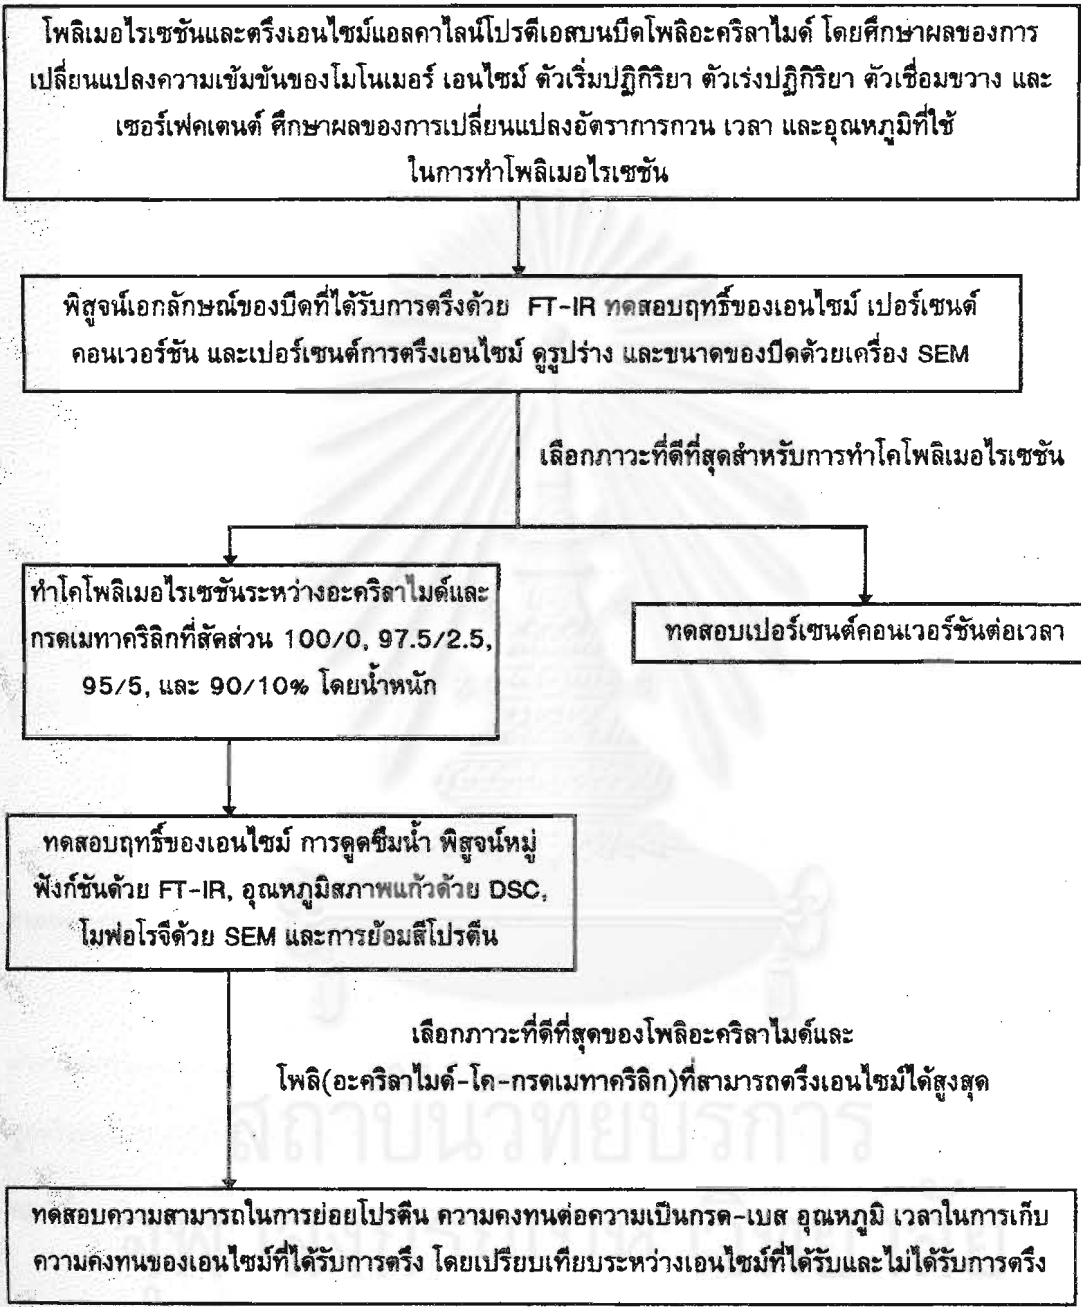 โพลิเมอไรเซชันและตรึงเอนไซม์แอลคาไลน์โปรตีเอสบนบีดโพลิอะคริลาไมด์ โดยศึกษาผลของการ
เปลี่ยนแปลงความเข้มข้นของโมโนเมอร์ เอนไซม์ ตัวเริ่มปฏิกิริยา ตัวเร่งปฏิกิริยา ตัวเชื่อมขวาง และ
เซอร์เฟคเตนต์ ศึกษาผลของการเปลี่ยนแปลงอัตราการกวน เวลา และอุณหภูมิที่ใช้
ในการทำโพลิเมอไรเซชัน
พิสูจน์เอกลักษณ์ของบีดที่ได้รับการตรึงด้วย FT-IR ทดสอบฤทธิ์ของเอนไซม์ เปอร์เซนต์
คอนเวอร์ชัน และเปอร์เซนต์การตรึงเอนไซม์ ดูรูปร่าง และขนาดของบีดด้วยเครื่อง SEM
เลือกภาวะที่ดีที่สุดสำหรับการทำโคโพลิเมอไรเซชัน
ทำโคโพลิเมอไรเซชันระหว่างอะคริลาไมด์และ
กรดเมทาคริลิกที่สัดส่วน 100/0, 97.5/2.5,
95/5, และ 90/10% โดยน้ำหนัก
ทดสอบเปอร์เซนต์คอนเวอร์ชันต่อเวลา
ทดสอบฤทธิ์ของเอนไซม์ การดูดซึมน้ำ พิสูจน์หมู่
ฟังก์ชันด้วย FT-IR, อุณหภูมิสภาพแก้วด้วย DSC,
โมฟอโรจีด้วย SEM และการย้อมสีโปรตีน
เลือกภาวะที่ดีที่สุดของโพลิอะคริลาไมด์และ
โพลิ(อะคริลาไมด์-โค-กรดเมทาคริลิก)ที่สามารถตรึงเอนไซม์ได้สูงสุด
สถาบันวิทยบริการ
ทดสอบความสามารถในการย่อยโปรตีน ความคงทนต่อความเป็นกรด-เบส อุณหภูมิ เวลาในการเก็บ
ความคงทนของเอนไซม์ที่ได้รับการตรึง โดยเปรียบเทียบระหว่างเอนไซม์ที่ได้รับและไม่ได้รับการตรึง